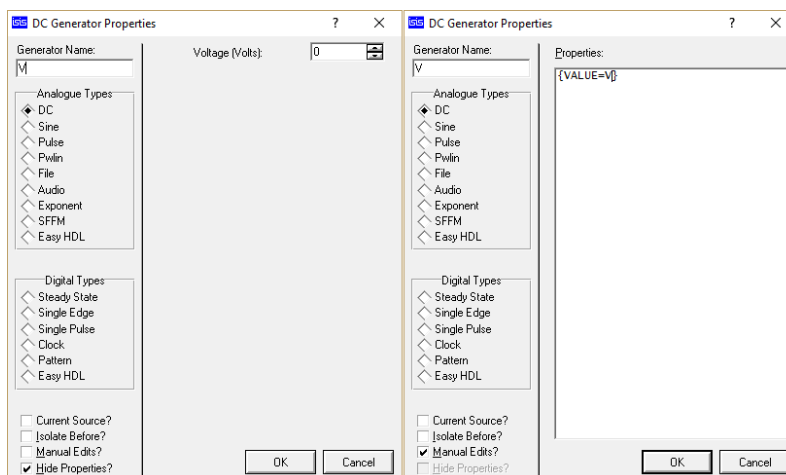 isis DC Generator Properties ? ×
Generator Name:
V
Analogue Types
DC
Sine
Pulse
Pwlin
File
Audio
Exponent
SFFM
Easy HDL
Digital Types
Steady State
Single Edge
Single Pulse
Clock
Pattern
Easy HDL
Current Source?
Isolate Before?
Manual Edits?
Hide Properties?
Voltage (Volts): 0
OK Cancel
isis DC Generator Properties ? ×
Generator Name:
V
Analogue Types
DC
Sine
Pulse
Pwlin
File
Audio
Exponent
SFFM
Easy HDL
Digital Types
Steady State
Single Edge
Single Pulse
Clock
Pattern
Easy HDL
Current Source?
Isolate Before?
Manual Edits?
Hide Properties?
Properties:
{VALUE=V}
OK Cancel